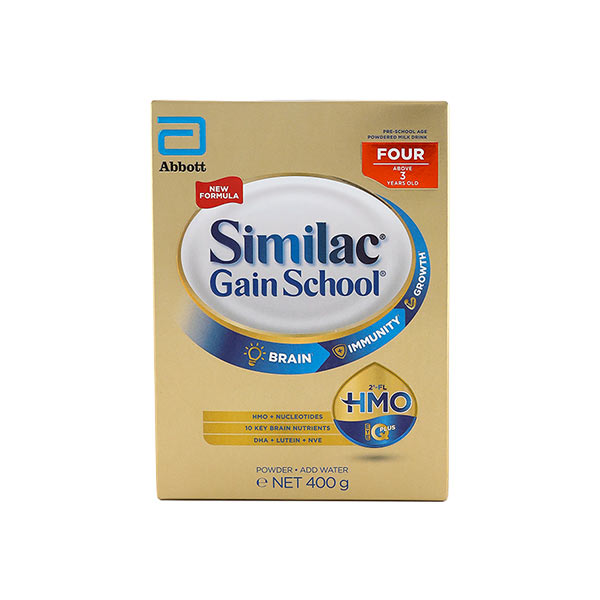 Abbott
PRE-SCHOOL AGE
POWDERED MILK DRINK
FOUR
ABOVE
3
YEARS OLD
NEW
FORMULA
Similac®
Gain School®
BRAIN
IMMUNITY
GROWTH
2'-FL
HMO
PLUS
HMO + NUCLEOTIDES
10 KEY BRAIN NUTRIENTS
DHA + LUTEIN + NVE
POWDER • ADD WATER
℮ NET 400 g